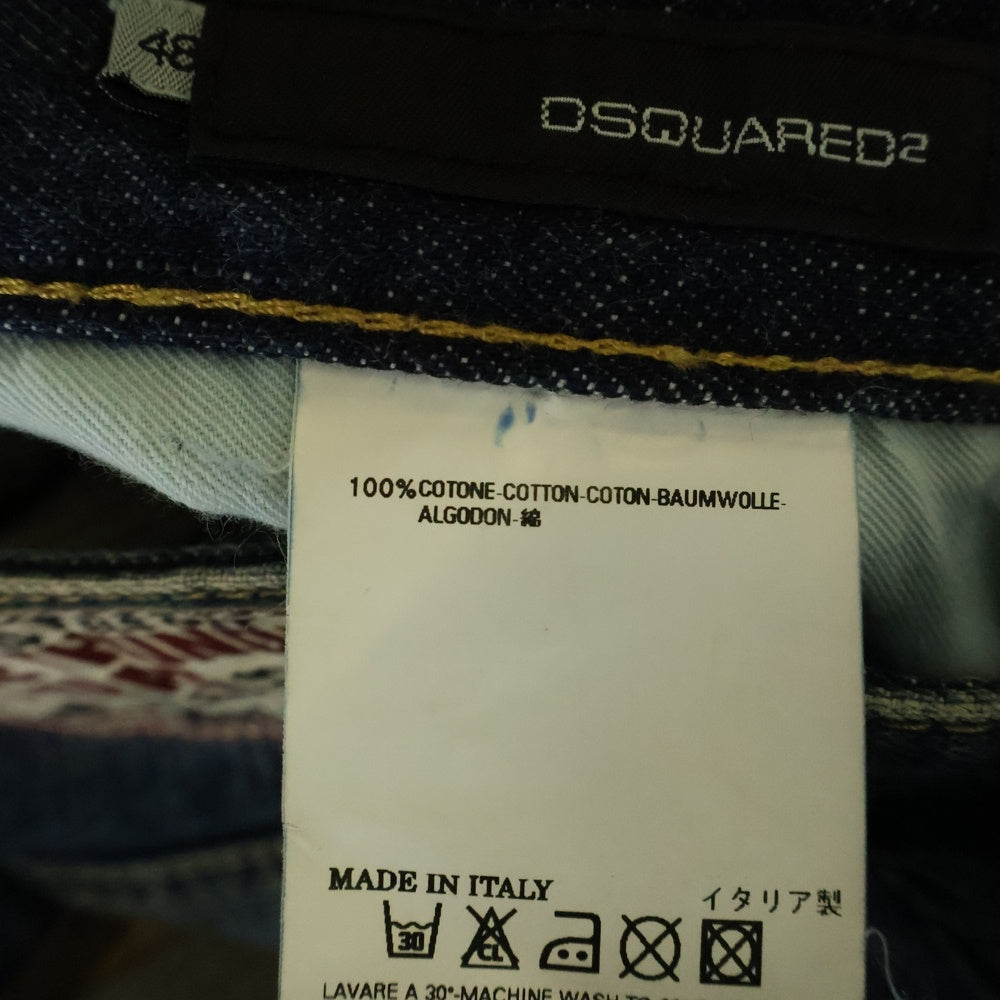 48
DSQUARED2
100%COTONE-COTTON-COTON-BAUMWOLLE-
ALGODON-綿
MADE IN ITALY
イタリア製
30
CL
LAVARE A 30°-MACHINE WASH